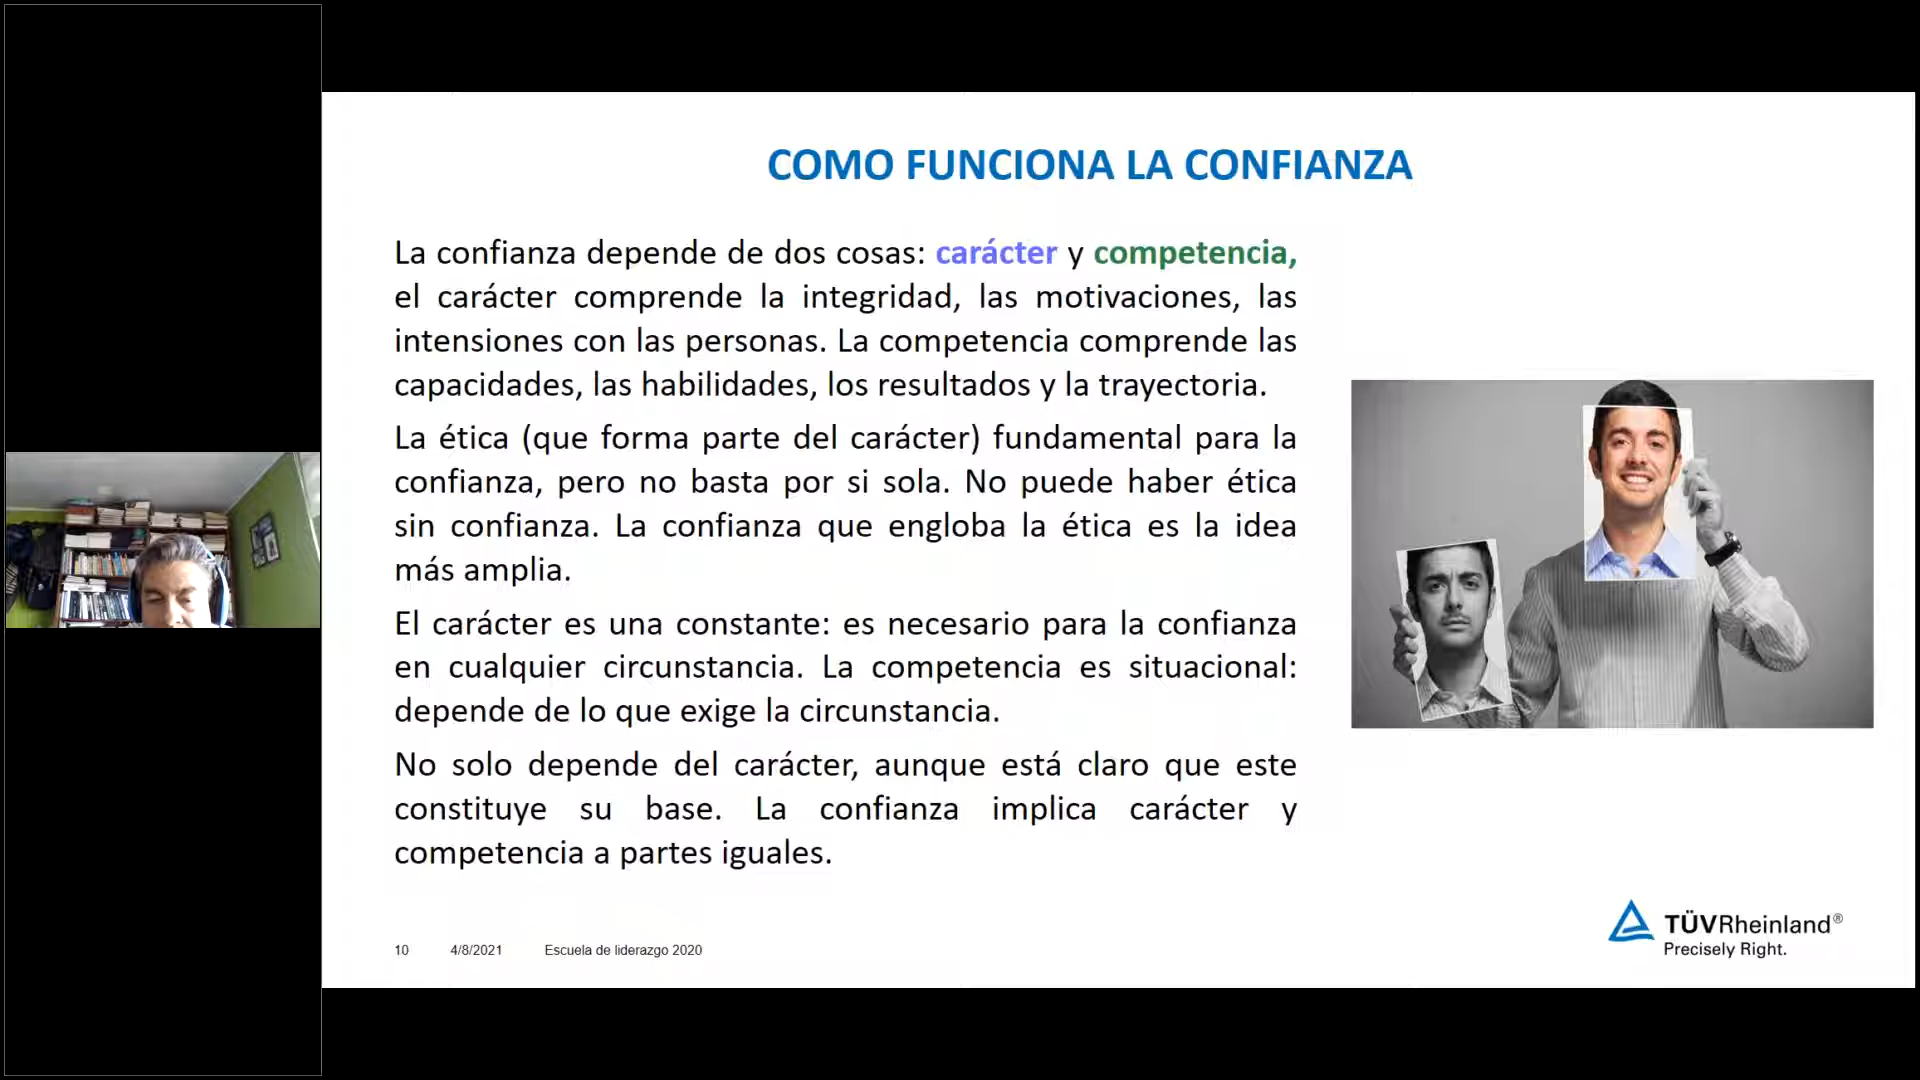 COMO FUNCIONA LA CONFIANZA
La confianza depende de dos cosas: carácter y competencia,
el carácter comprende la integridad, las motivaciones, las
intensiones con las personas. La competencia comprende las
capacidades, las habilidades, los resultados y la trayectoria.
La ética (que forma parte del carácter) fundamental para la
confianza, pero no basta por si sola. No puede haber ética
sin confianza. La confianza que engloba la ética es la idea
más amplia.
El carácter es una constante: es necesario para la confianza
en cualquier circunstancia. La competencia es situacional:
depende de lo que exige la circunstancia.
No solo depende del carácter, aunque está claro que este
constituye su base. La confianza implica carácter y
competencia a partes iguales.
10 4/8/2021 Escuela de liderazgo 2020
TÜVRheinland®
Precisely Right.